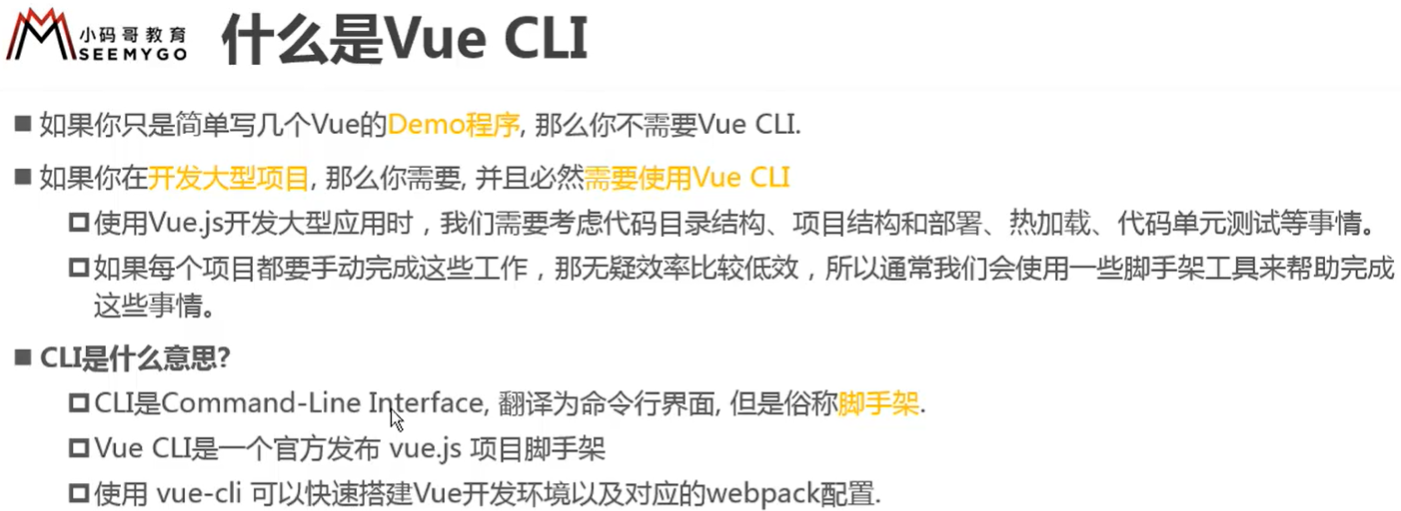 小码哥教育
SEEMYGO
什么是Vue CLI
如果你只是简单写几个Vue的Demo程序, 那么你不需要Vue CLI.
如果你在开发大型项目, 那么你需要, 并且必然需要使用Vue CLI
使用Vue.js开发大型应用时，我们需要考虑代码目录结构、项目结构和部署、热加载、代码单元测试等事情。
如果每个项目都要手动完成这些工作，那无疑效率比较低效，所以通常我们会使用一些脚手架工具来帮助完成
这些事情。
CLI是什么意思?
CLI是Command-Line Interface, 翻译为命令行界面, 但是俗称脚手架.
Vue CLI是一个官方发布 vue.js 项目脚手架
使用 vue-cli 可以快速搭建Vue开发环境以及对应的webpack配置.